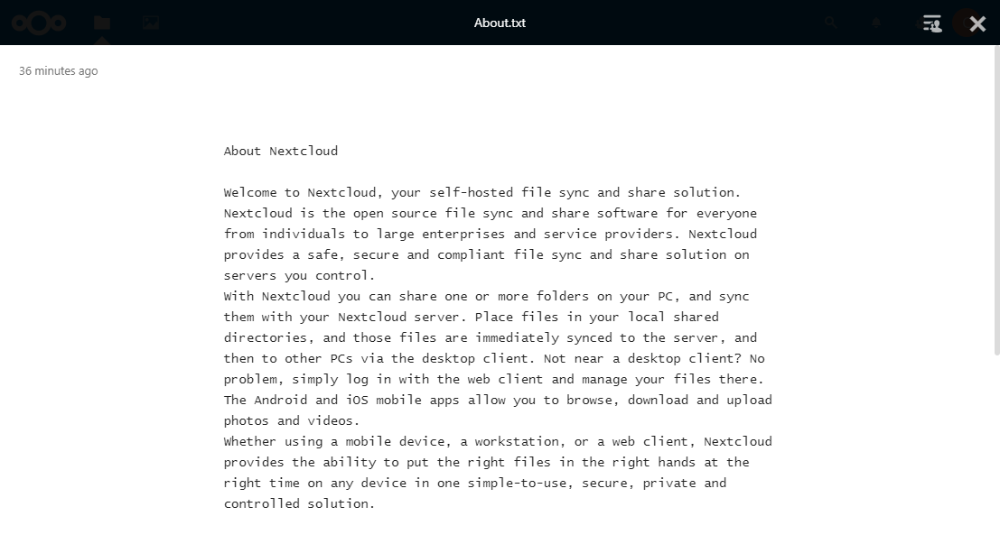 About.txt
36 minutes ago
About Nextcloud
Welcome to Nextcloud, your self-hosted file sync and share solution.
Nextcloud is the open source file sync and share software for everyone
from individuals to large enterprises and service providers. Nextcloud
provides a safe, secure and compliant file sync and share solution on
servers you control.
With Nextcloud you can share one or more folders on your PC, and sync
them with your Nextcloud server. Place files in your local shared
directories, and those files are immediately synced to the server, and
then to other PCs via the desktop client. Not near a desktop client? No
problem, simply log in with the web client and manage your files there.
The Android and iOS mobile apps allow you to browse, download and upload
photos and videos.
Whether using a mobile device, a workstation, or a web client, Nextcloud
provides the ability to put the right files in the right hands at the
right time on any device in one simple-to-use, secure, private and
controlled solution.